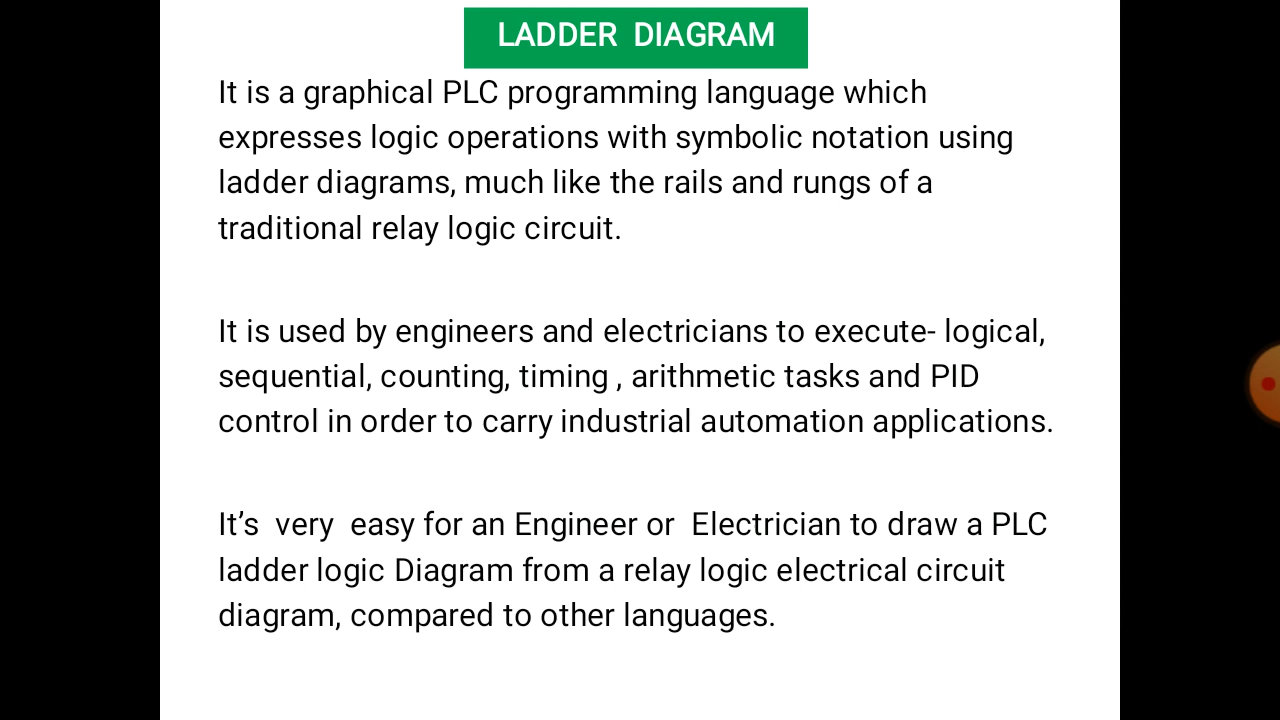 LADDER DIAGRAM
It is a graphical PLC programming language which
expresses logic operations with symbolic notation using
ladder diagrams, much like the rails and rungs of a
traditional relay logic circuit.
It is used by engineers and electricians to execute- logical,
sequential, counting, timing , arithmetic tasks and PID
control in order to carry industrial automation applications.
It’s very easy for an Engineer or Electrician to draw a PLC
ladder logic Diagram from a relay logic electrical circuit
diagram, compared to other languages.